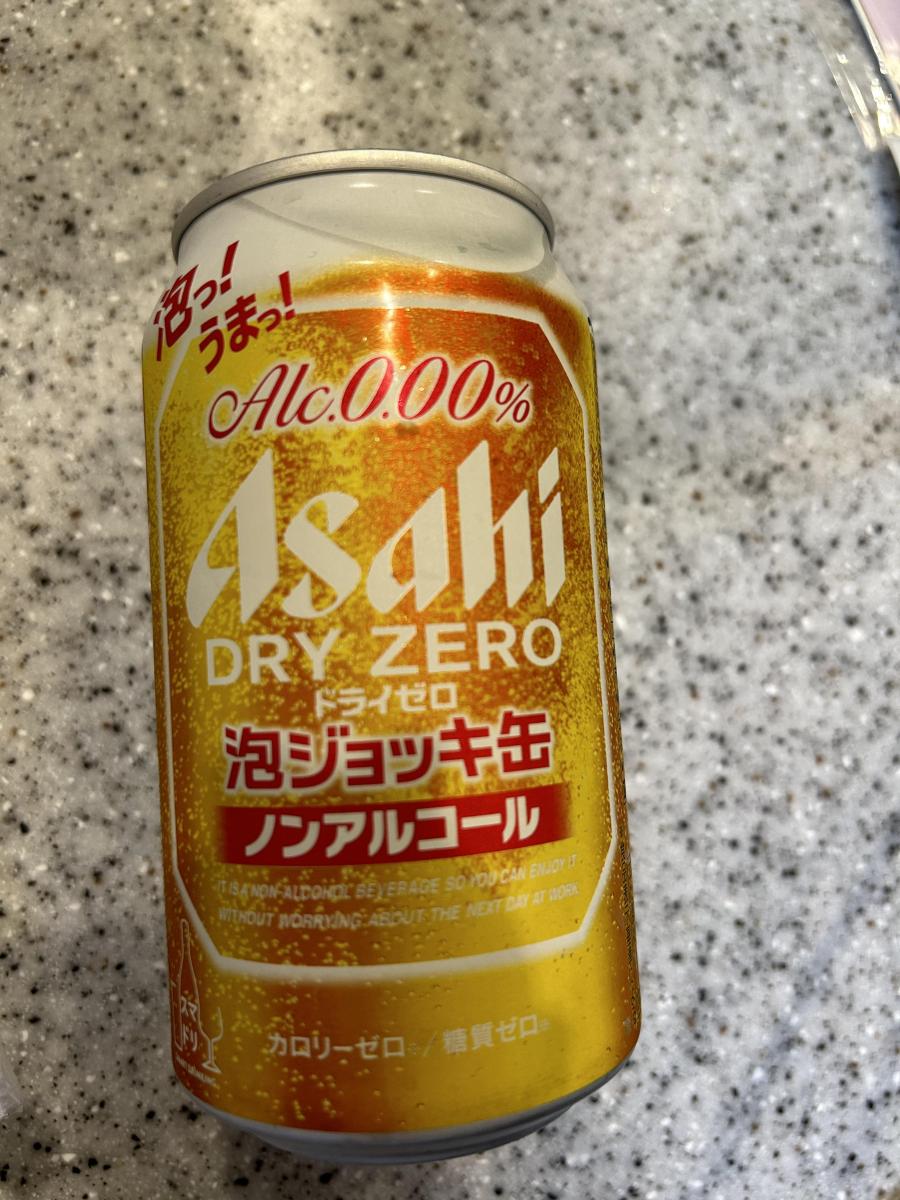 泡っ!
うまっ!
Alc.0.00%
Asahi
DRY ZERO
ドライゼロ
泡ジョッキ缶
ノンアルコール
IT IS A NON-ALCOHOL BEVERAGE SO YOU CAN ENJOY IT
WITHOUT WORRYING ABOUT THE NEXT DAY AT WORK.
スマ
ドリ
カロリーゼロ※/糖質ゼロ※